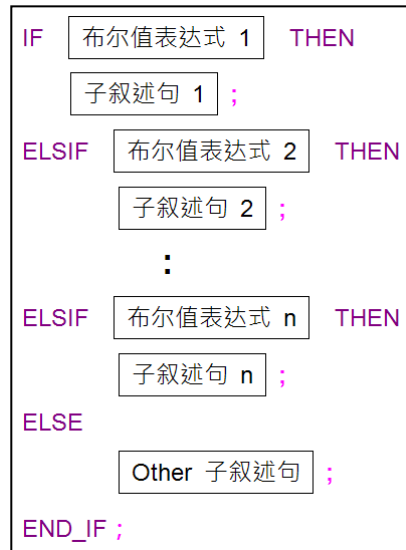 IF 布尔值表达式 1 THEN
子叙述句 1 ;
ELSIF 布尔值表达式 2 THEN
子叙述句 2 ;
:
ELSIF 布尔值表达式 n THEN
子叙述句 n ;
ELSE
Other 子叙述句 ;
END_IF ;